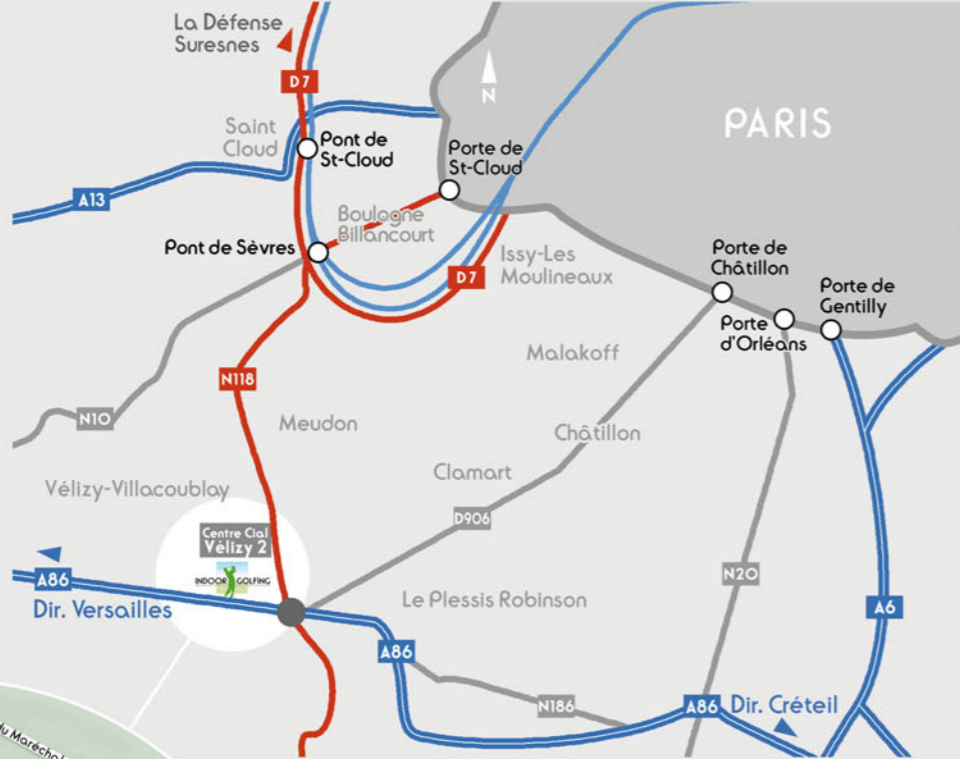 La Défense
Suresnes
D7
N
PARIS
Saint
Cloud
Pont de
St-Cloud
Porte de
St-Cloud
A13
Boulogne
Billancourt
Pont de Sèvres
Issy-Les
Moulineaux
D7
Porte de
Châtillon
Porte de
Gentilly
Porte
d'Orléans
Malakoff
N118
N10
Meudon
Châtillon
Clamart
Vélizy-Villacoublay
D906
Centre Cial
Vélizy 2
INDOOR GOLFING
A86
Dir. Versailles
N20
Le Plessis Robinson
A6
A86
N186
A86
Dir. Créteil
du Marécha